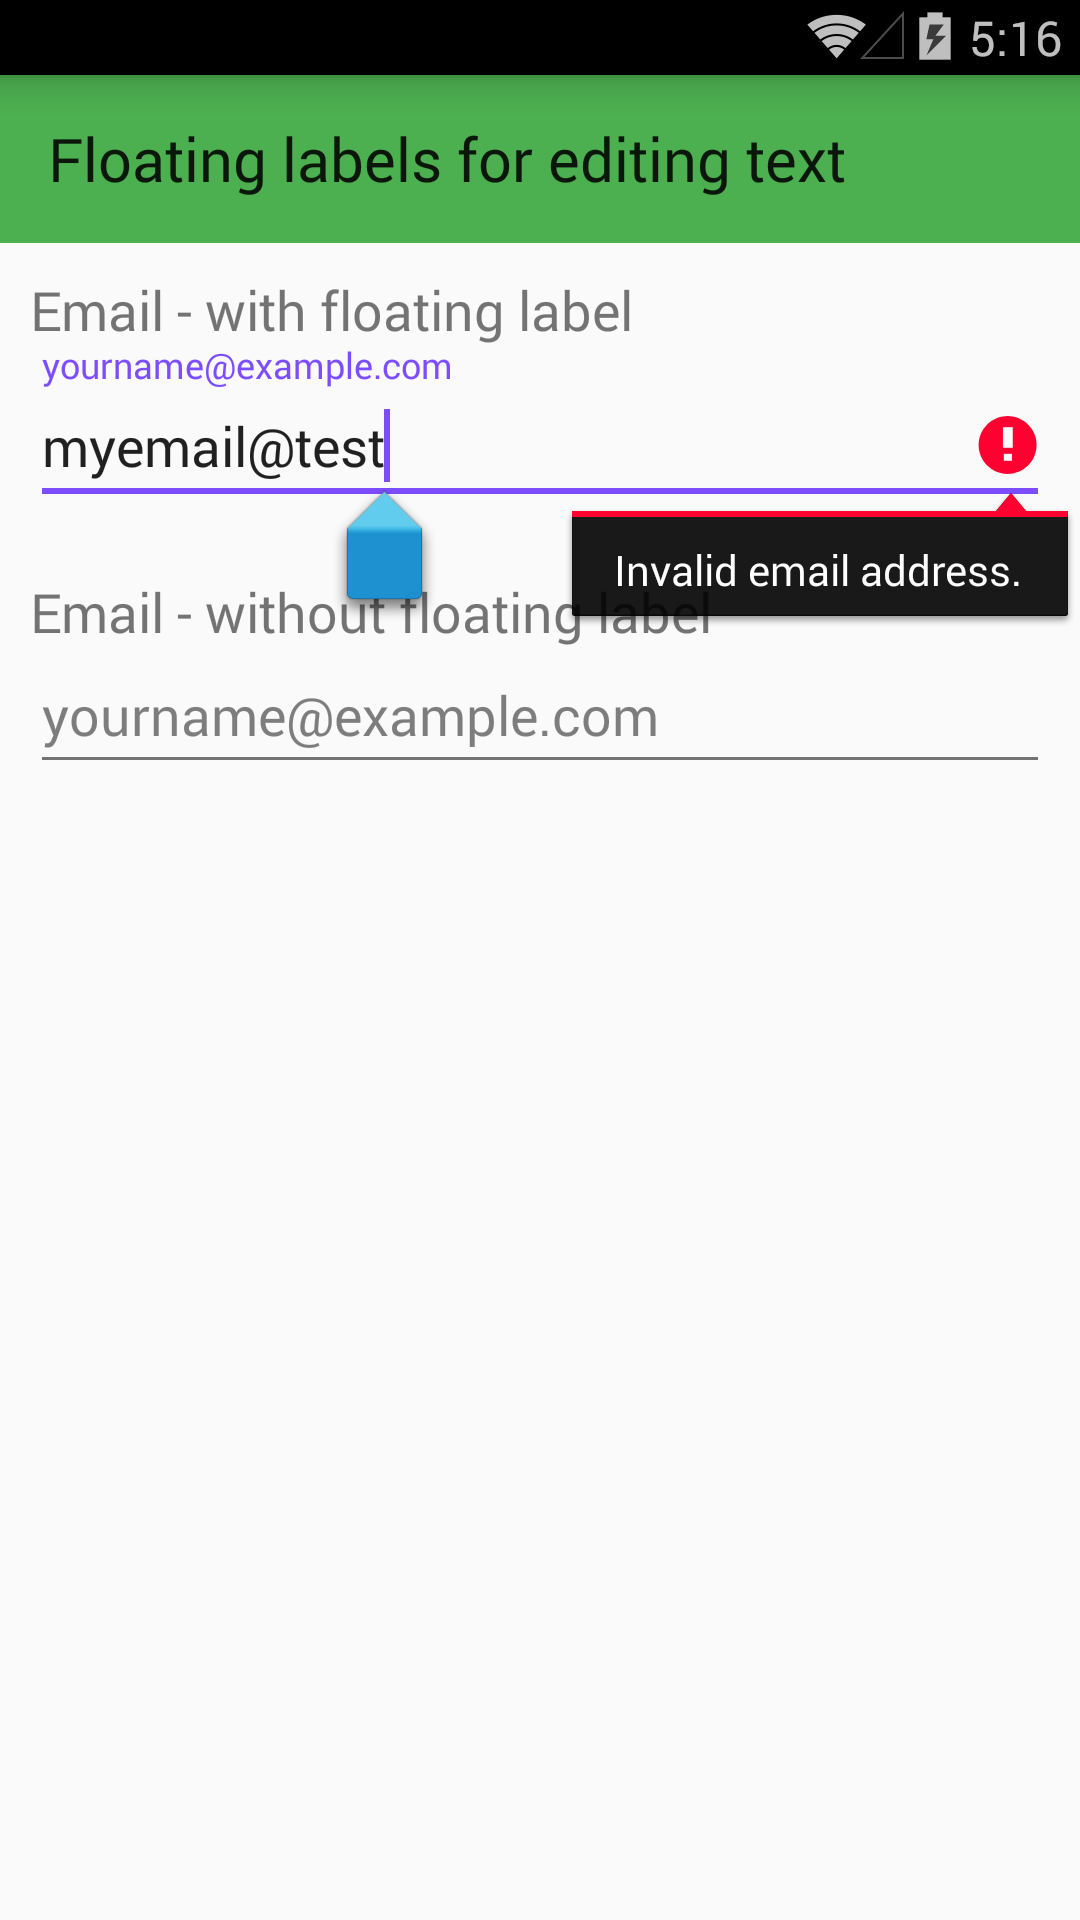 5:16
Floating labels for editing text
Email - with floating label
yourname@example.com
myemail@test
Invalid email address.
Email - without floating label
yourname@example.com